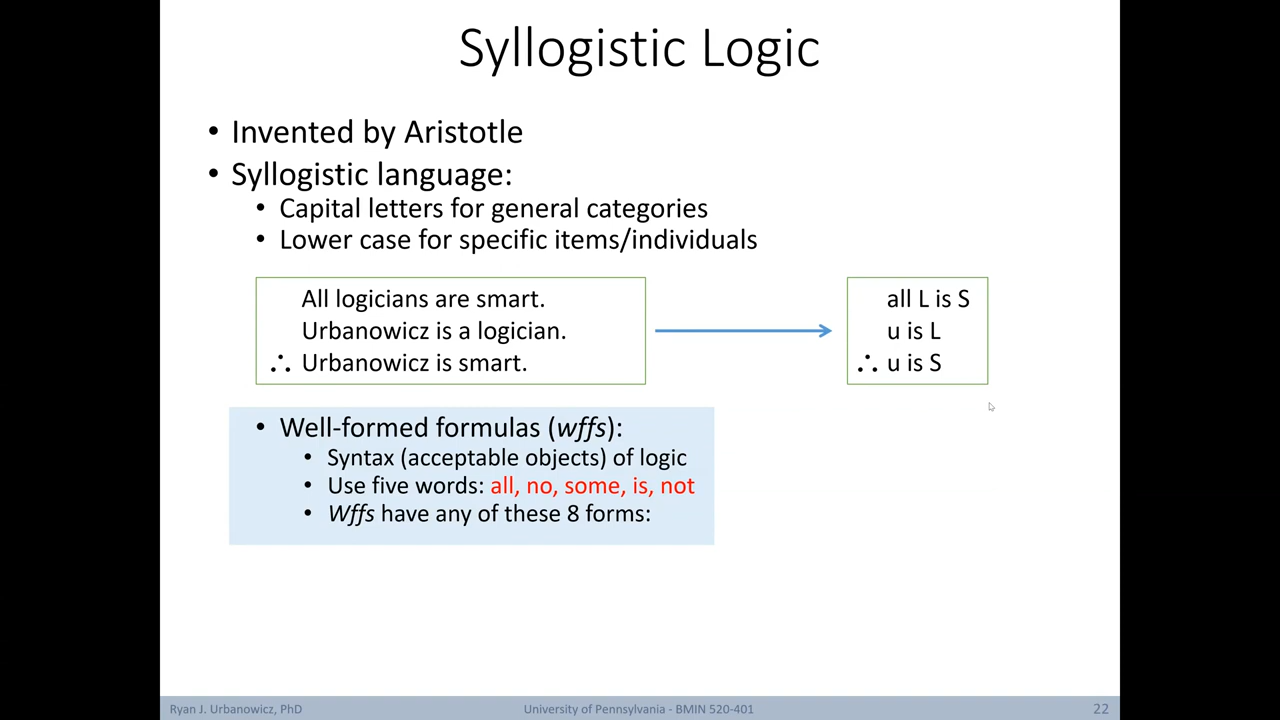 Syllogistic Logic
• Invented by Aristotle
• Syllogistic language:
• Capital letters for general categories
• Lower case for specific items/individuals
All logicians are smart.
Urbanowicz is a logician.
∴ Urbanowicz is smart.
all L is S
u is L
∴ u is S
• Well-formed formulas (wffs):
• Syntax (acceptable objects) of logic
• Use five words: all, no, some, is, not
• Wffs have any of these 8 forms:
Ryan J. Urbanowicz, PhD
University of Pennsylvania - BMIN 520-401
22